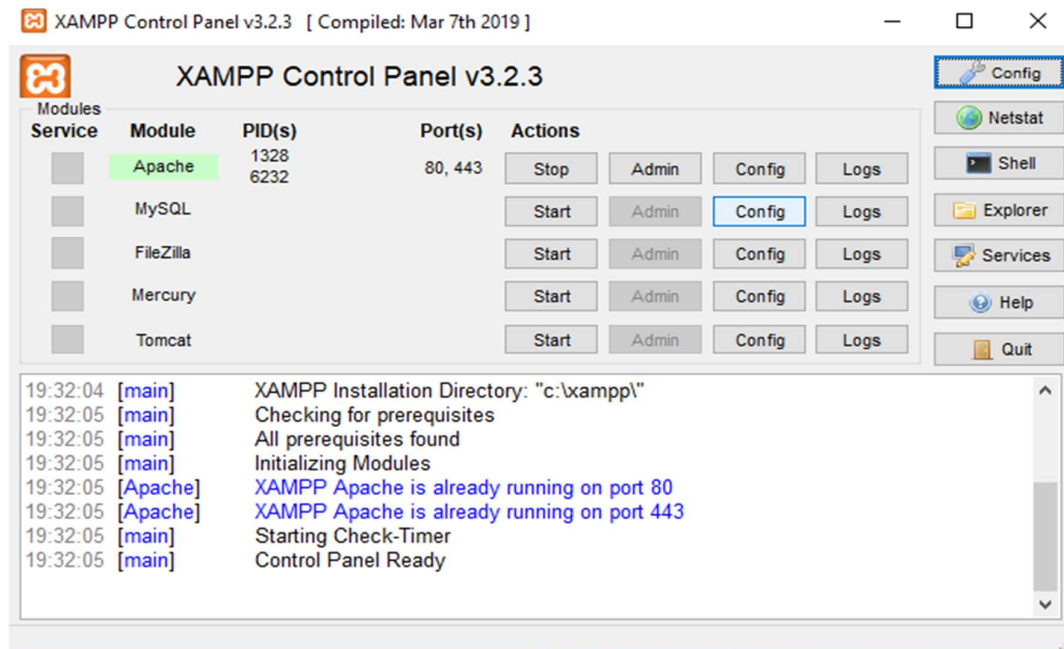 XAMPP Control Panel v3.2.3 [ Compiled: Mar 7th 2019 ]
XAMPP Control Panel v3.2.3
Config
Modules
Service Module PID(s) Port(s) Actions
Netstat
Apache 1328 6232 80, 443 Stop Admin Config Logs
Shell
MySQL Start Admin Config Logs
Explorer
FileZilla Start Admin Config Logs
Services
Mercury Start Admin Config Logs
Help
Tomcat Start Admin Config Logs
Quit
19:32:04 [main] XAMPP Installation Directory: "c:\xampp\"
19:32:05 [main] Checking for prerequisites
19:32:05 [main] All prerequisites found
19:32:05 [main] Initializing Modules
19:32:05 [Apache] XAMPP Apache is already running on port 80
19:32:05 [Apache] XAMPP Apache is already running on port 443
19:32:05 [main] Starting Check-Timer
19:32:05 [main] Control Panel Ready